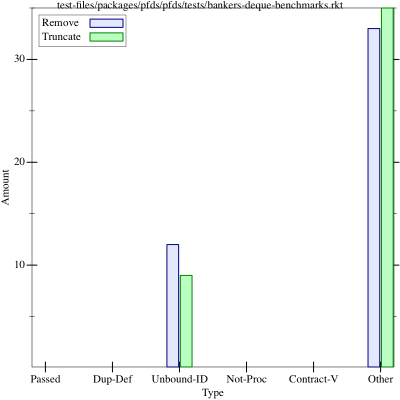 test-files/packages/pfds/pfds/tests/bankers-deque-benchmarks.rkt
Remove
Truncate
30
20
10
Amount
Passed Dup-Def Unbound-ID Not-Proc Contract-V Other
Type